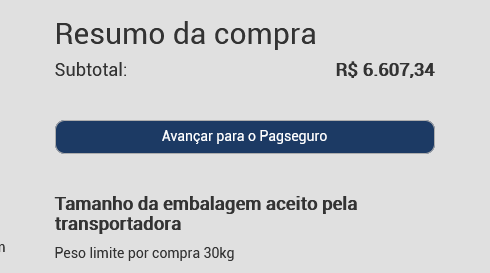 Resumo da compra
Subtotal: R$ 6.607,34
Avançar para o Pagseguro
Tamanho da embalagem aceito pela
transportadora
Peso limite por compra 30kg